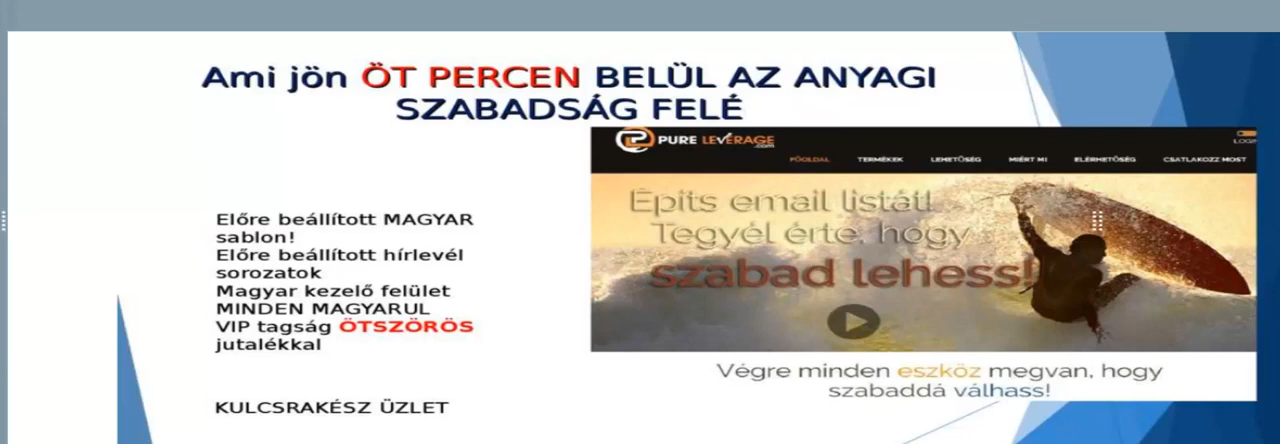 Ami jön ÖT PERCEN BELÜL AZ ANYAGI
SZABADSÁG FELÉ
Előre beállított MAGYAR
sablon!
Előre beállított hírlevél
sorozatok
Magyar kezelő felület
MINDEN MAGYARUL
VIP tagság ÖTSZÖRÖS
jutalékkal
KULCSRAKÉSZ ÜZLET
PURE LEVERAGE
.com
LOGIN
FŐOLDAL TERMÉKEK LEHETŐSÉG MIÉRT MI ELÉRHETŐSÉG CSATLAKOZZ MOST
Építs email listát!
Tegyél érte, hogy
szabad lehess!
Végre minden eszköz megvan, hogy
szabaddá válhass!